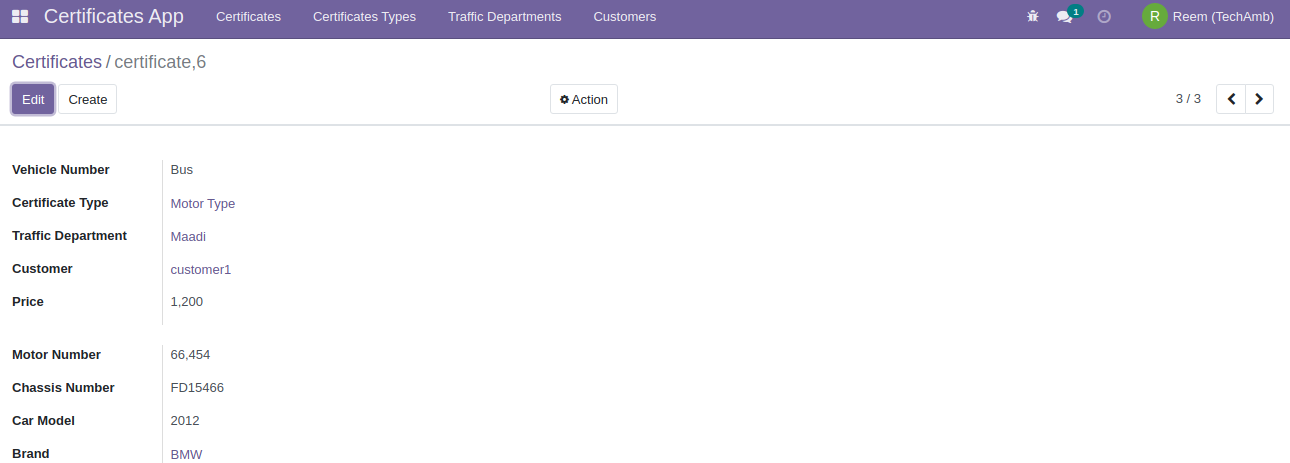 Certificates App Certificates Certificates Types Traffic Departments Customers 1 R Reem (TechAmb)
Certificates / certificate,6
Edit Create Action 3 / 3
Vehicle Number Bus
Certificate Type Motor Type
Traffic Department Maadi
Customer customer1
Price 1,200
Motor Number 66,454
Chassis Number FD15466
Car Model 2012
Brand BMW